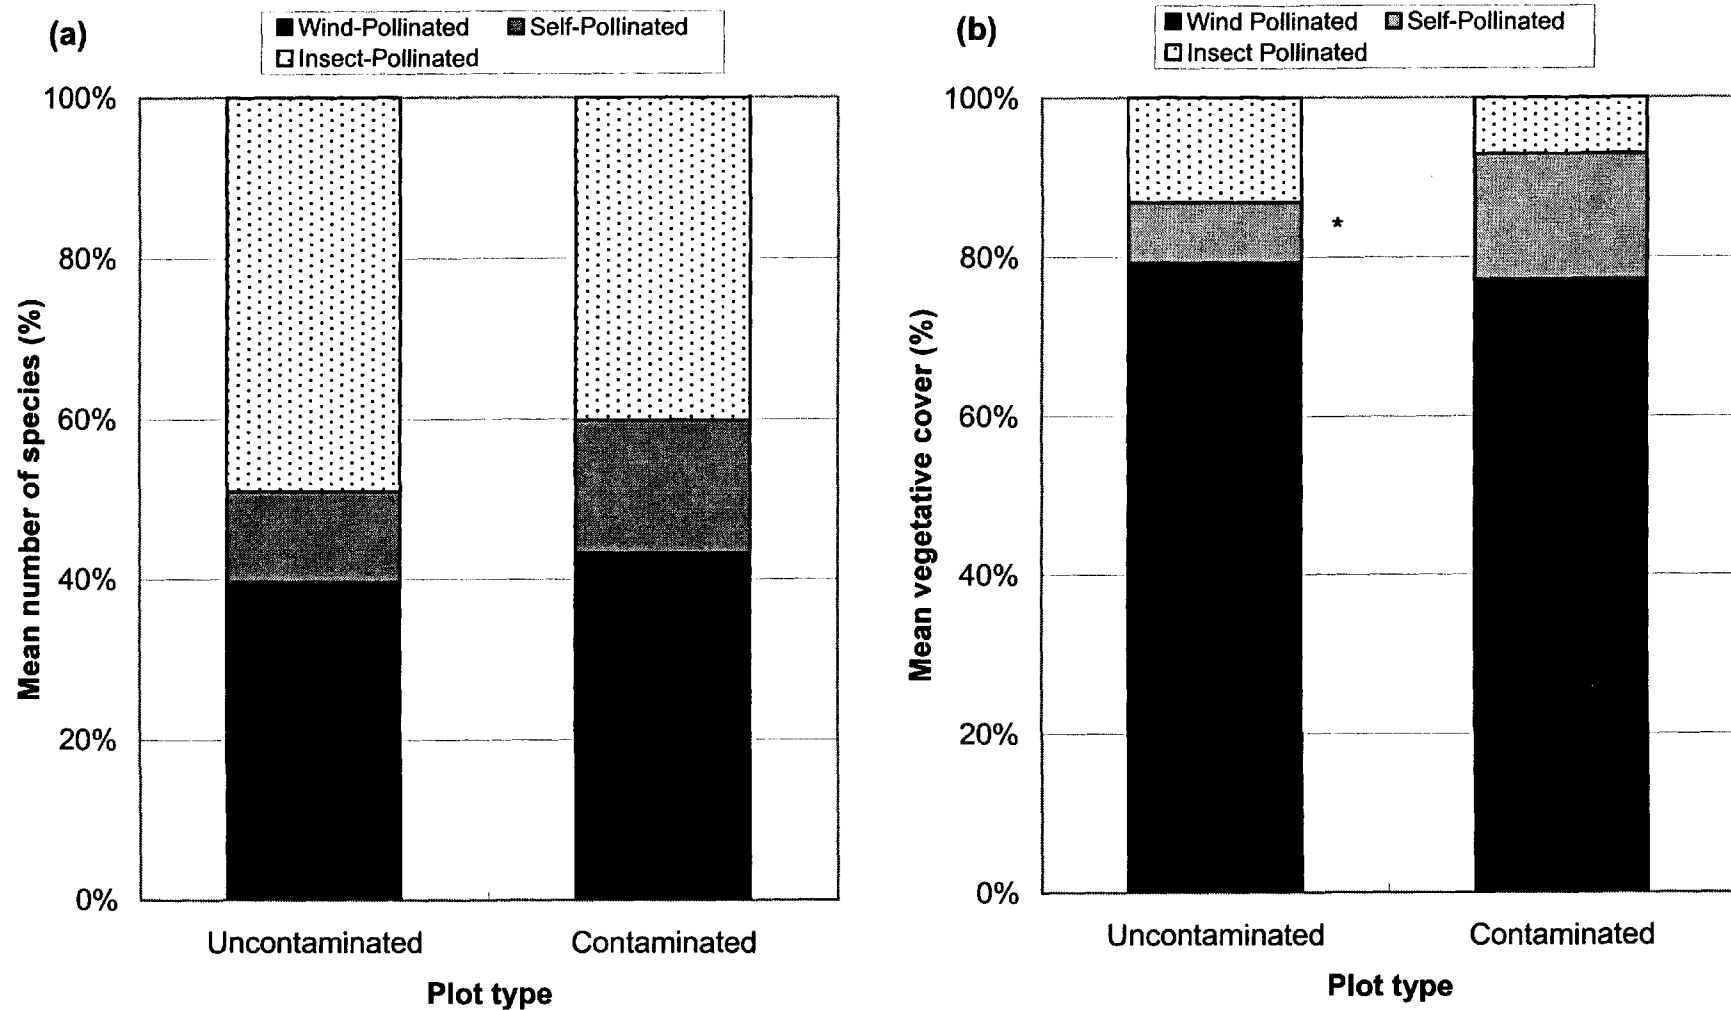 (a)
Wind-Pollinated Self-Pollinated
Insect-Pollinated
100%
80%
60%
40%
20%
0%
Mean number of species (%)
Uncontaminated Contaminated
Plot type
(b)
Wind Pollinated Self-Pollinated
Insect Pollinated
100%
80%
60%
40%
20%
0%
Mean vegetative cover (%)
*
Uncontaminated Contaminated
Plot type